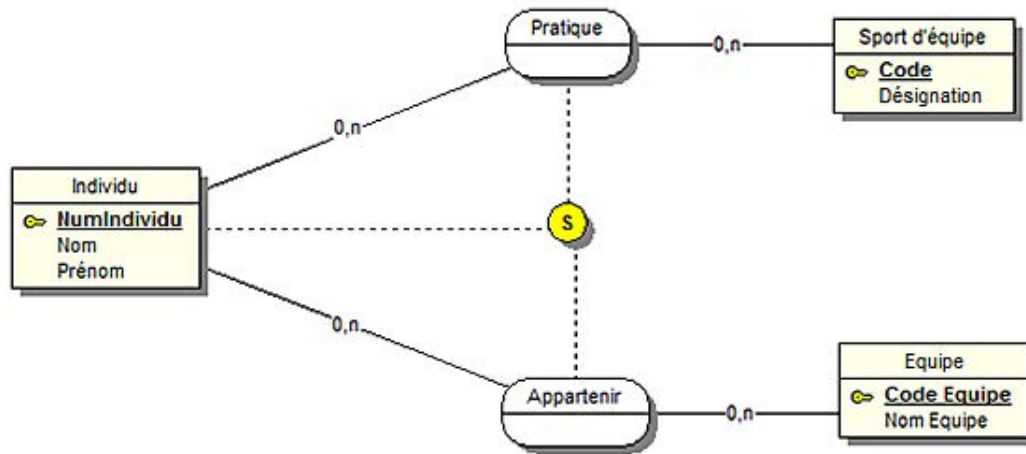 Pratique
0,n
Sport d'équipe
Code
Désignation
0,n
Individu
NumIndividu
Nom
Prénom
S
0,n
Appartenir
0,n
Equipe
Code Equipe
Nom Equipe